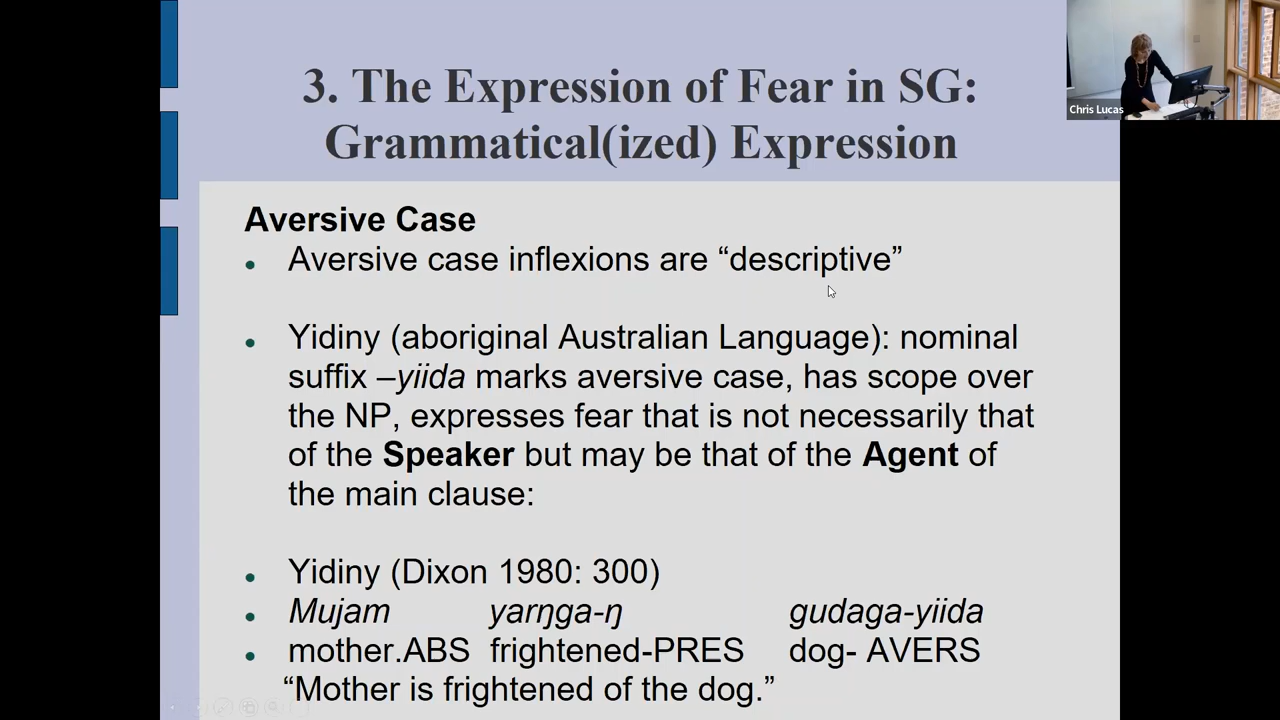 3. The Expression of Fear in SG:
Grammatical(ized) Expression
Chris Lucas
Aversive Case
Aversive case inflexions are “descriptive”
Yidiny (aboriginal Australian Language): nominal
suffix –yiida marks aversive case, has scope over
the NP, expresses fear that is not necessarily that
of the Speaker but may be that of the Agent of
the main clause:
Yidiny (Dixon 1980: 300)
Mujam yarŋga-ŋ gudaga-yiida
mother.ABS frightened-PRES dog- AVERS
“Mother is frightened of the dog.”